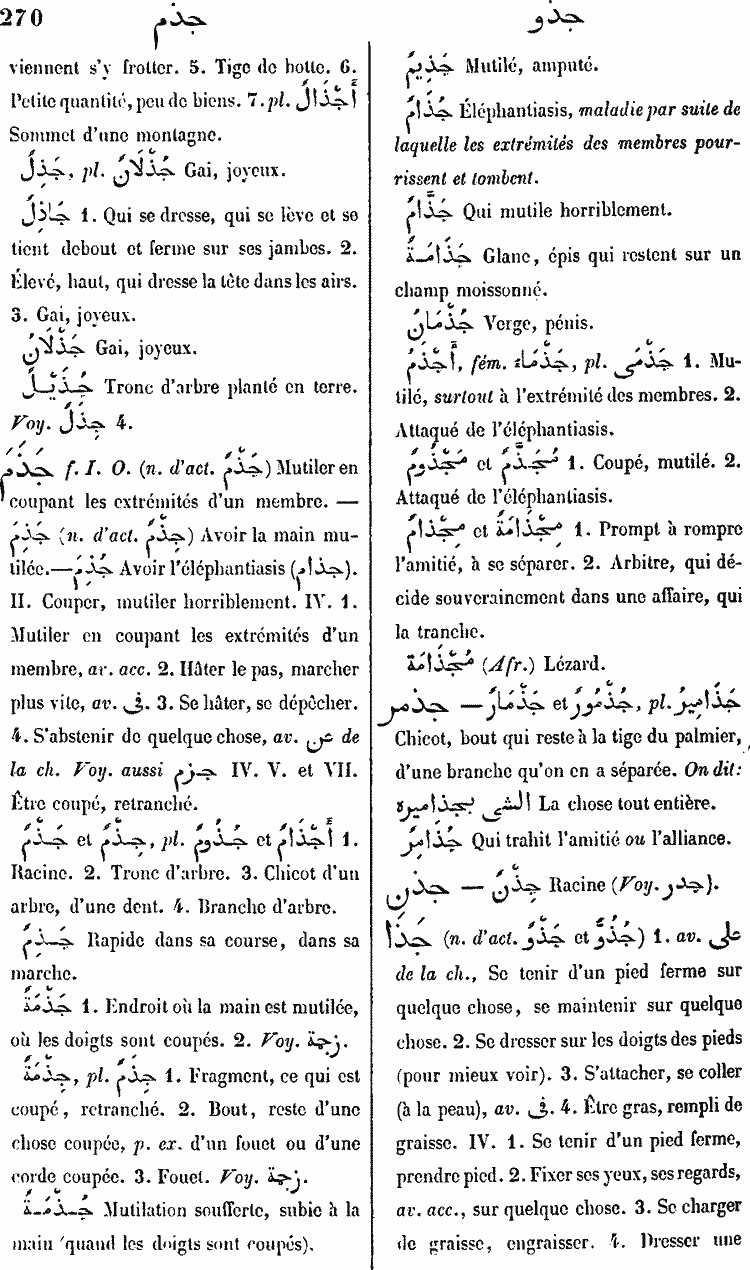 270 جذم جذو
viennent s'y frotter. 5. Tige de botte. 6.
Petite quantité, peu de biens. 7. pl. أَجْذَالٌ
Sommet d'une montagne.
جَذِلٌ, pl. جُذْلَانٌ Gai, joyeux.
جَاذِلٌ 1. Qui se dresse, qui se lève et se
tient debout et ferme sur ses jambes. 2.
Élevé, haut, qui dresse la tête dans les airs.
3. Gai, joyeux.
جَذْلَانُ Gai, joyeux.
جُذَيْلٌ Tronc d'arbre planté en terre.
Voy. جِذْلٌ 4.
جَذَمَ f. I. O. (n. d'act. جَذْمٌ) Mutiler en
coupant les extrémités d'un membre. —
جَذِمَ (n. d'act. جَذَمٌ) Avoir la main mu-
tilée. — جُذِمَ Avoir l'éléphantiasis (جذام).
II. Couper, mutiler horriblement. IV. 1.
Mutiler en coupant les extrémités d'un
membre, av. acc. 2. Hâter le pas, marcher
plus vite, av. فى. 3. Se hâter, se dépêcher.
4. S'abstenir de quelque chose, av. عن de
la ch. Voy. aussi جزم IV. V. et VII.
Être coupé, retranché.
جَذْمٌ et جِذْمٌ, pl. جُذُومٌ et أَجْذَامٌ 1.
Racine. 2. Tronc d'arbre. 3. Chicot d'un
arbre, d'une dent. 4. Branche d'arbre.
جَذِمٌ Rapide dans sa course, dans sa
marche.
جَذَمَةٌ 1. Endroit où la main est mutilée,
où les doigts sont coupés. 2. Voy. زجة.
جِذْمَةٌ, pl. جِذَمٌ 1. Fragment, ce qui est
coupé, retranché. 2. Bout, reste d'une
chose coupée, p. ex. d'un fouet ou d'une
corde coupée. 3. Fouet. Voy. زجة.
جُذْمَةٌ Mutilation soufferte, subie à la
main (quand les doigts sont coupés).
جَذِيمٌ Mutilé, amputé.
جُذَامٌ Éléphantiasis, maladie par suite de
laquelle les extrémités des membres pour-
rissent et tombent.
جَذَّامٌ Qui mutile horriblement.
جُذَامَةٌ Glane, épis qui restent sur un
champ moissonné.
جُذْمَانٌ Verge, pénis.
أَجْذَمُ, fém. جَذْمَاءُ, pl. جَذْمَى 1. Mu-
tilé, surtout à l'extrémité des membres. 2.
Attaqué de l'éléphantiasis.
مُجَذَّمٌ et مَجْذُومٌ 1. Coupé, mutilé. 2.
Attaqué de l'éléphantiasis.
مِجْذَامٌ et مِجْذَامَةٌ 1. Prompt à rompre
l'amitié, à se séparer. 2. Arbitre, qui dé-
cide souverainement dans une affaire, qui
la tranche.
مُجْذَامَةٌ (Afr.) Lézard.
جذمر — جِذْمَارٌ et جُذْمُورٌ, pl. جَذَامِيرُ
Chicot, bout qui reste à la tige du palmier,
d'une branche qu'on en a séparée. On dit:
الشى بجذاميره La chose tout entière.
جُذَامِرٌ Qui trahit l'amitié ou l'alliance.
جذن — جِذْنٌ Racine (Voy. جدر).
جَذَا (n. d'act. جَذْوٌ et جُذُوٌّ) 1. av. على
de la ch., Se tenir d'un pied ferme sur
quelque chose, se maintenir sur quelque
chose. 2. Se dresser sur les doigts des pieds
(pour mieux voir). 3. S'attacher, se coller
(à la peau), av. فى. 4. Être gras, rempli de
graisse. IV. 1. Se tenir d'un pied ferme,
prendre pied. 2. Fixer ses yeux, ses regards,
av. acc., sur quelque chose. 3. Se charger
de graisse, engraisser. 4. Dresser une